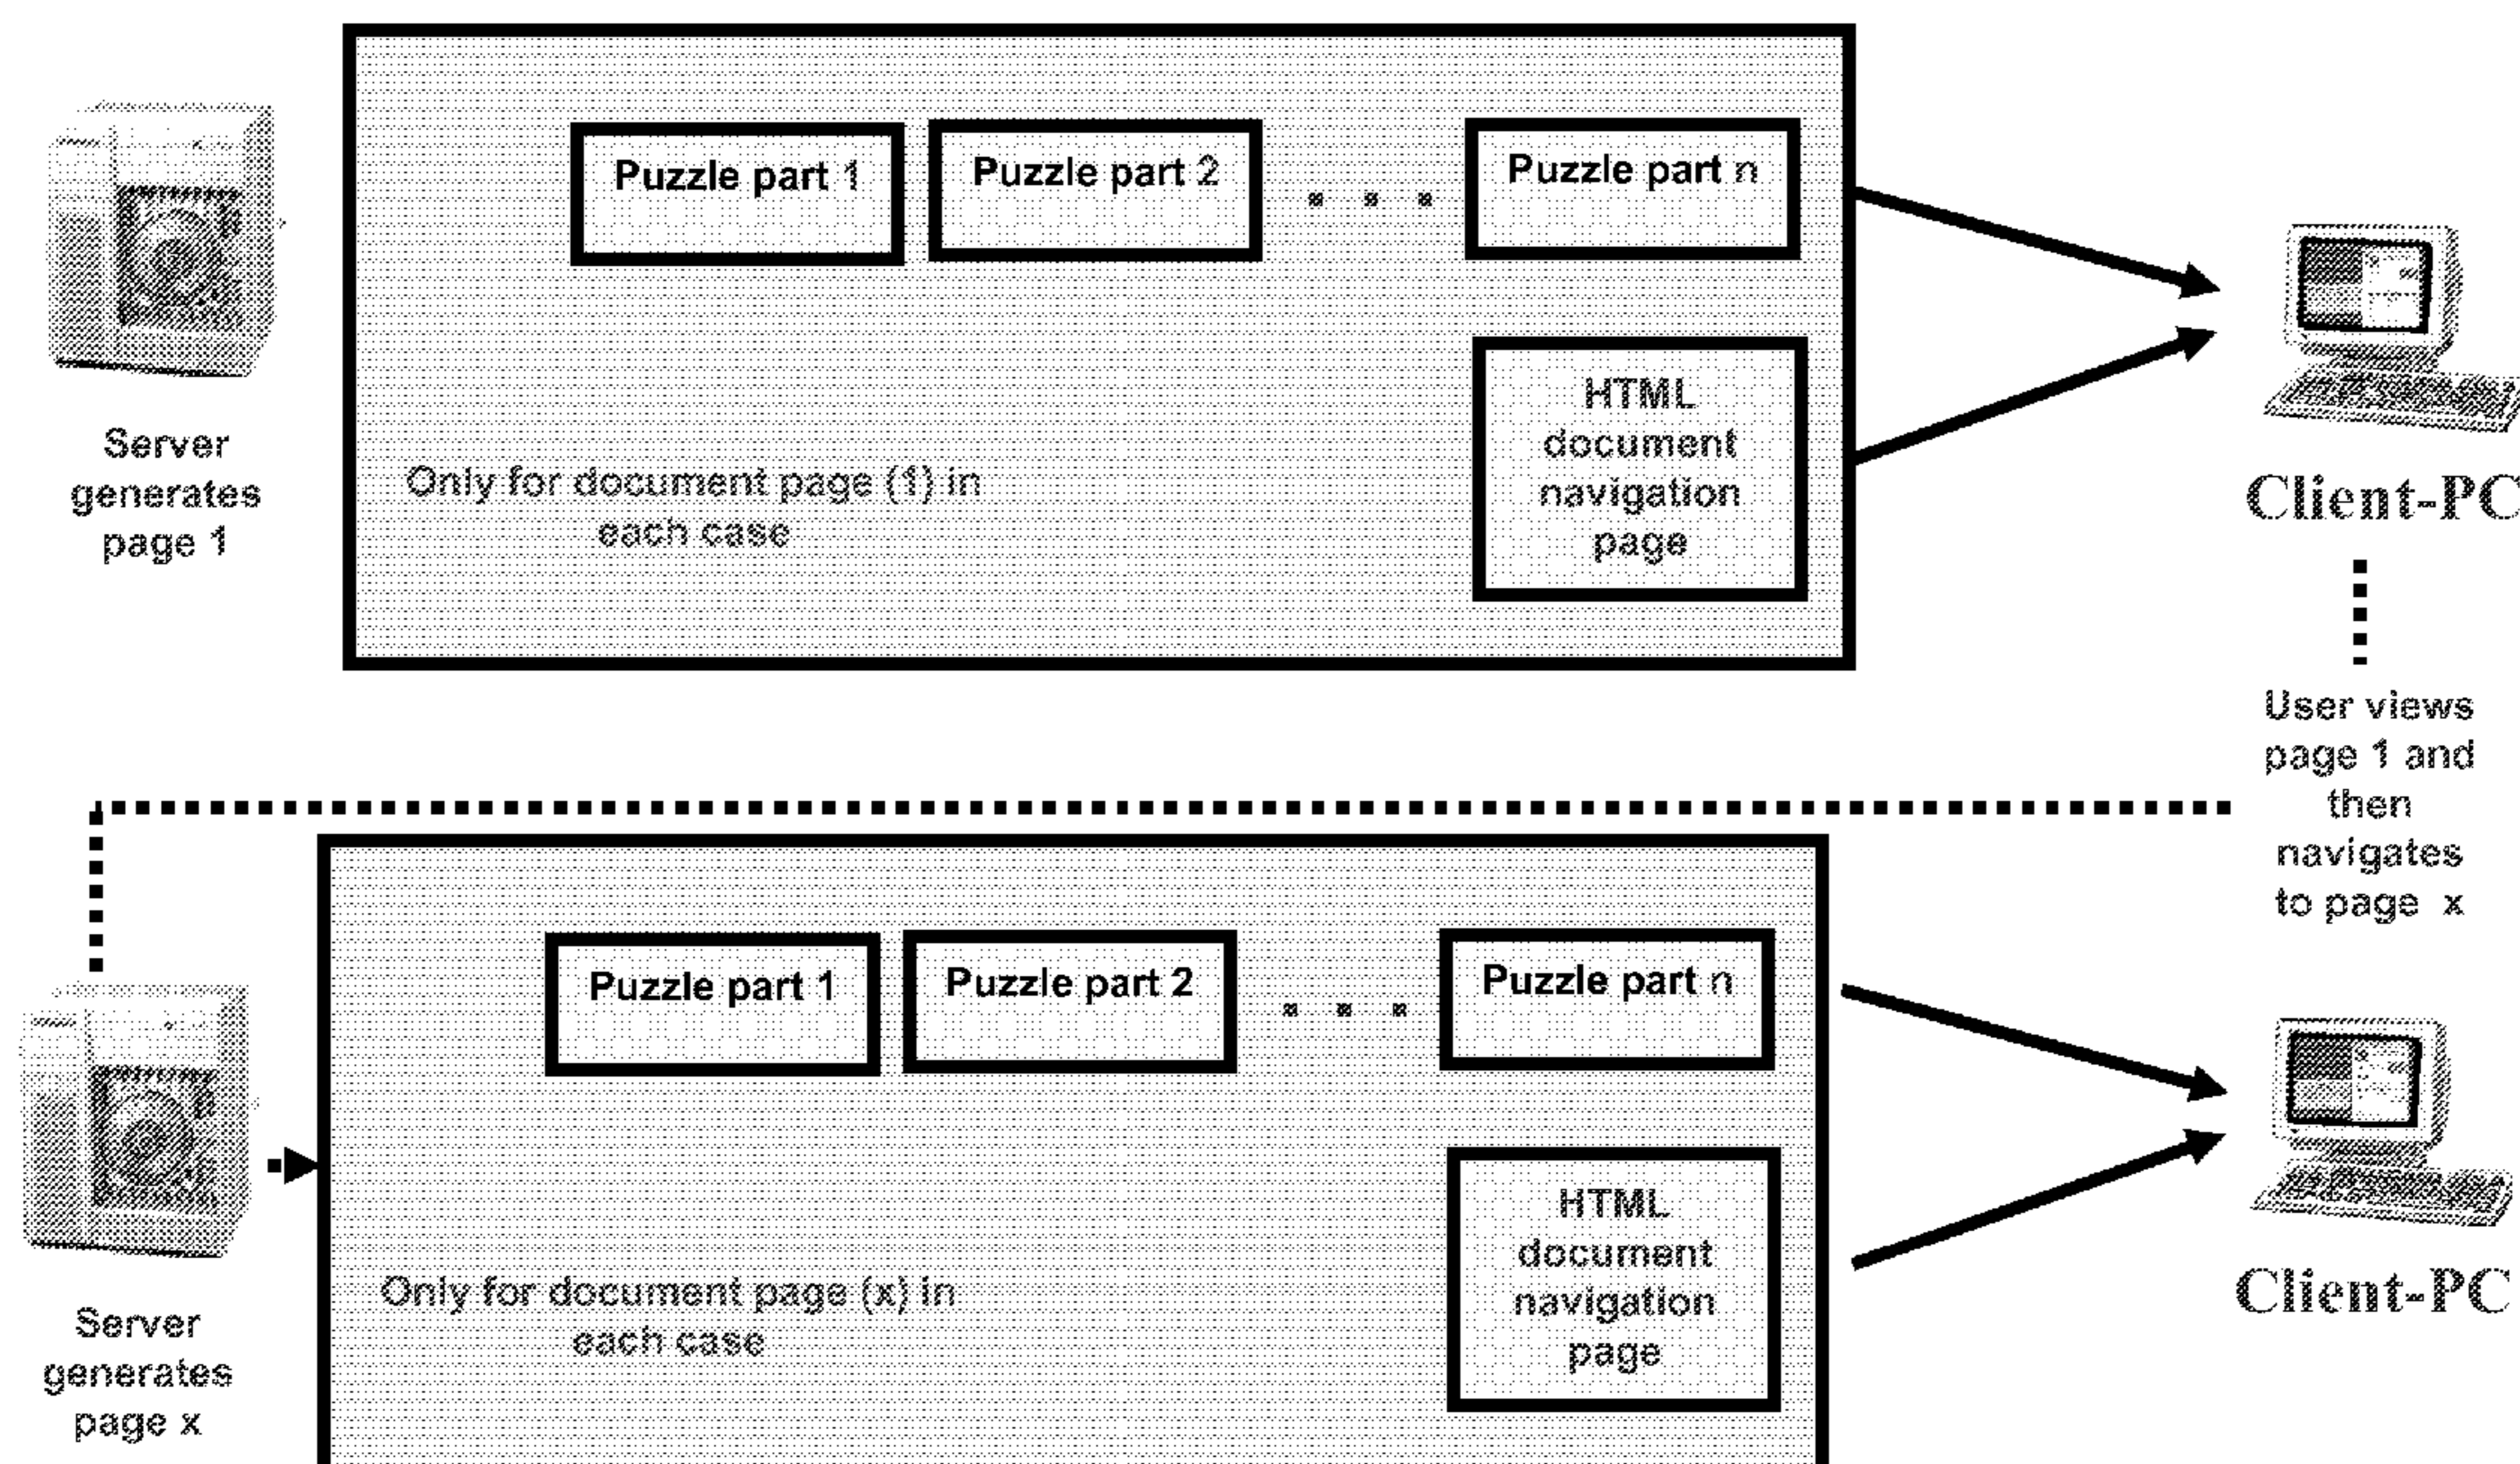 Puzzle part 1
Puzzle part 2
. . .
Puzzle part n
Server
generates
page 1
Only for document page (1) in
each case
HTML
document
navigation
page
Client-PC
User views
page 1 and
then
navigates
to page x
Puzzle part 1
Puzzle part 2
. . .
Puzzle part n
Server
generates
page x
Only for document page (x) in
each case
HTML
document
navigation
page
Client-PC